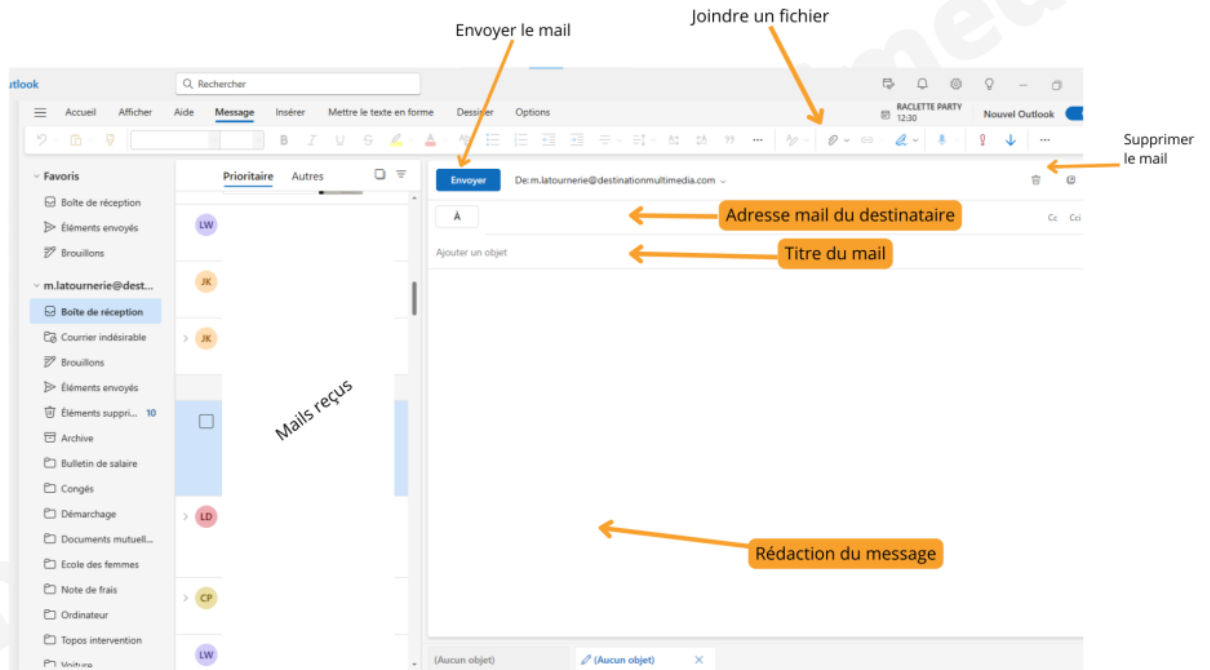 Joindre un fichier
Envoyer le mail
Outlook
Rechercher
Accueil Afficher Aide Message Insérer Mettre le texte en forme Dessiner Options
RACLETTE PARTY
12:30
Nouvel Outlook
Supprimer
le mail
Favoris
Boîte de réception
Éléments envoyés
Brouillons
m.latournerie@dest...
Boîte de réception
Courrier indésirable
Brouillons
Éléments envoyés
Éléments suppri... 10
Archive
Bulletin de salaire
Congés
Démarchage
Documents mutuell...
Ecole des femmes
Note de frais
Ordinateur
Topos intervention
Voiture
Prioritaire Autres
LW
JK
JK
Mails reçus
LD
CP
LW
Envoyer De: m.latournerie@destinationmultimedia.com
À
Adresse mail du destinataire
Cc Cci
Ajouter un objet
Titre du mail
Rédaction du message
(Aucun objet) (Aucun objet)